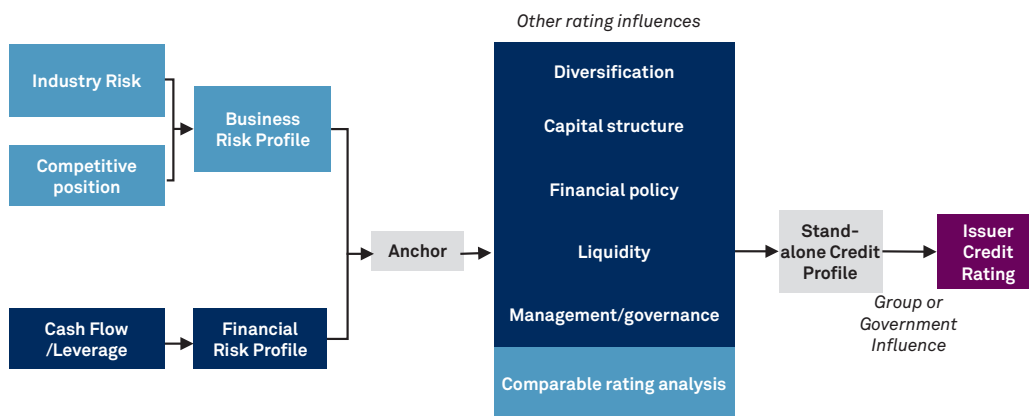 Other rating influences
Industry Risk
Competitive
position
Business
Risk Profile
Cash Flow
/Leverage
Financial
Risk Profile
Anchor
Diversification
Capital structure
Financial policy
Liquidity
Management/governance
Comparable rating analysis
Stand-
alone Credit
Profile
Group or
Government
Influence
Issuer
Credit
Rating